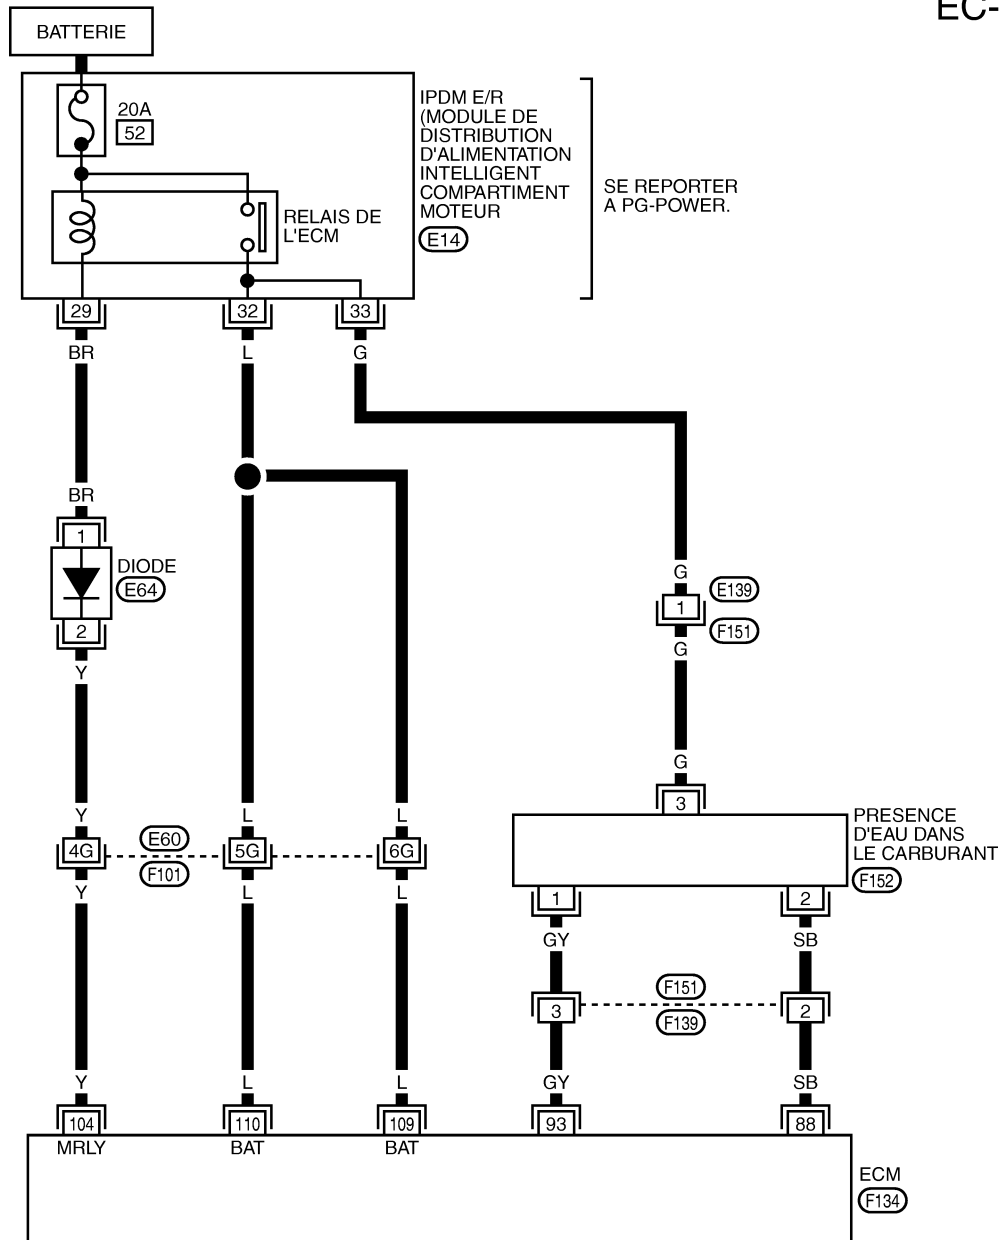 EC-
BATTERIE
20A
52
IPDM E/R
(MODULE DE
DISTRIBUTION
D'ALIMENTATION
INTELLIGENT
COMPARTIMENT
MOTEUR
E14
SE REPORTER
A PG-POWER.
RELAIS DE
L'ECM
29
32
33
BR
L
G
BR
1
DIODE
E64
2
Y
G
1
E139
F151
G
G
3
PRESENCE
D'EAU DANS
LE CARBURANT
F152
Y
L
L
4G
E60
F101
5G
6G
Y
L
L
1
2
GY
SB
3
F151
F139
2
Y
L
L
GY
SB
104
110
109
93
88
MRLY
BAT
BAT
ECM
F134